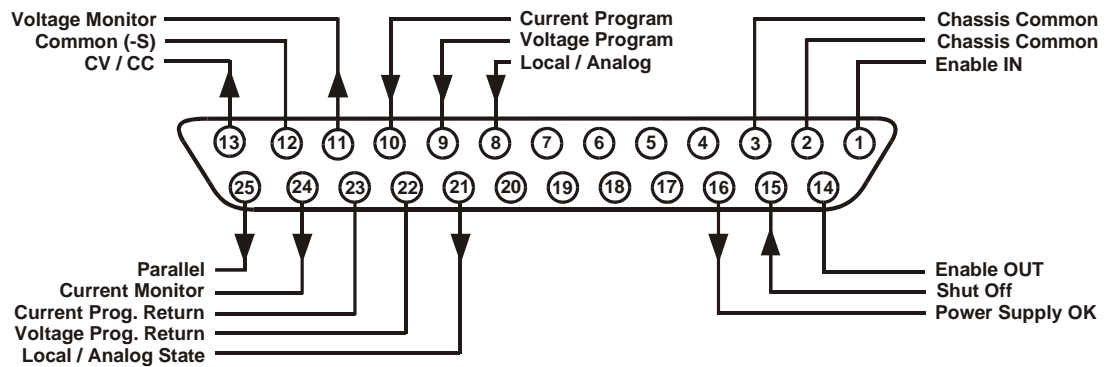 Voltage Monitor
Common (-S)
CV / CC
Current Program
Voltage Program
Local / Analog
Chassis Common
Chassis Common
Enable IN
13 12 11 10 9 8 7 6 5 4 3 2 1
25 24 23 22 21 20 19 18 17 16 15 14
Parallel
Current Monitor
Current Prog. Return
Voltage Prog. Return
Local / Analog State
Enable OUT
Shut Off
Power Supply OK